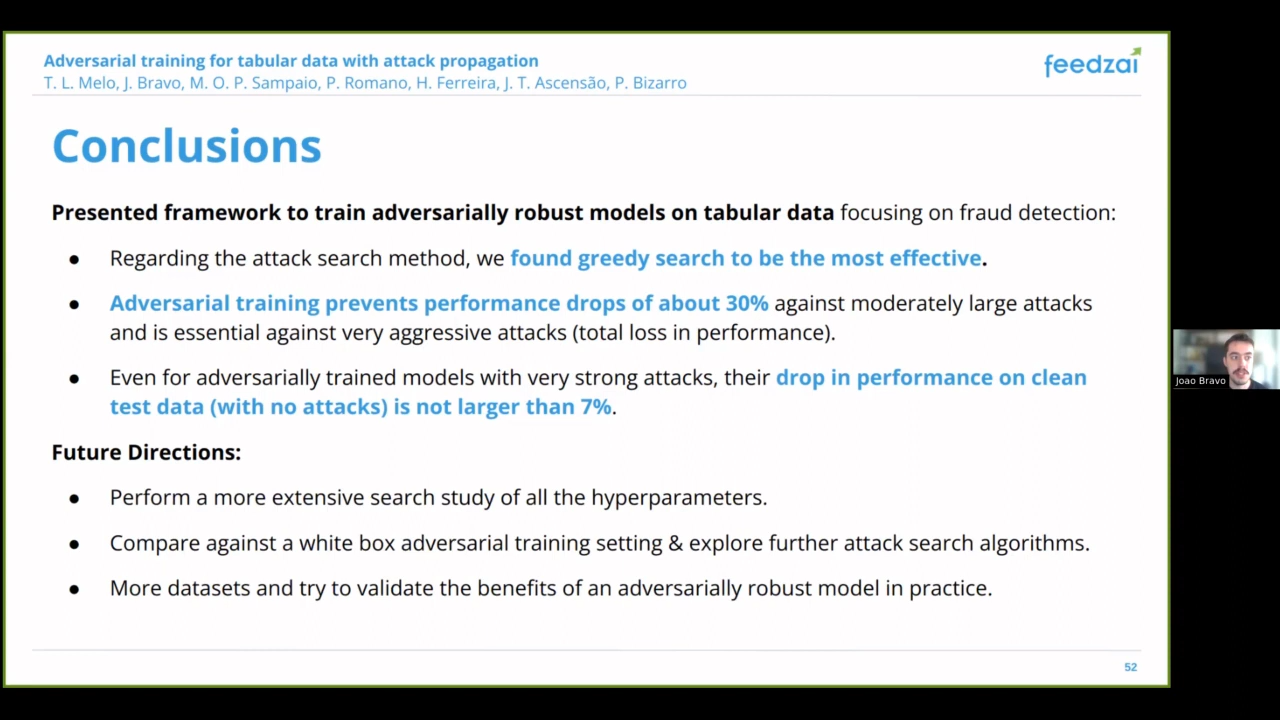 Adversarial training for tabular data with attack propagation
T. L. Melo, J. Bravo, M. O. P. Sampaio, P. Romano, H. Ferreira, J. T. Ascensão, P. Bizarro
feedzai
Conclusions
Presented framework to train adversarially robust models on tabular data focusing on fraud detection:
● Regarding the attack search method, we found greedy search to be the most effective.
● Adversarial training prevents performance drops of about 30% against moderately large attacks
and is essential against very aggressive attacks (total loss in performance).
● Even for adversarially trained models with very strong attacks, their drop in performance on clean
test data (with no attacks) is not larger than 7%.
Future Directions:
● Perform a more extensive search study of all the hyperparameters.
● Compare against a white box adversarial training setting & explore further attack search algorithms.
● More datasets and try to validate the benefits of an adversarially robust model in practice.
52
Joao Bravo